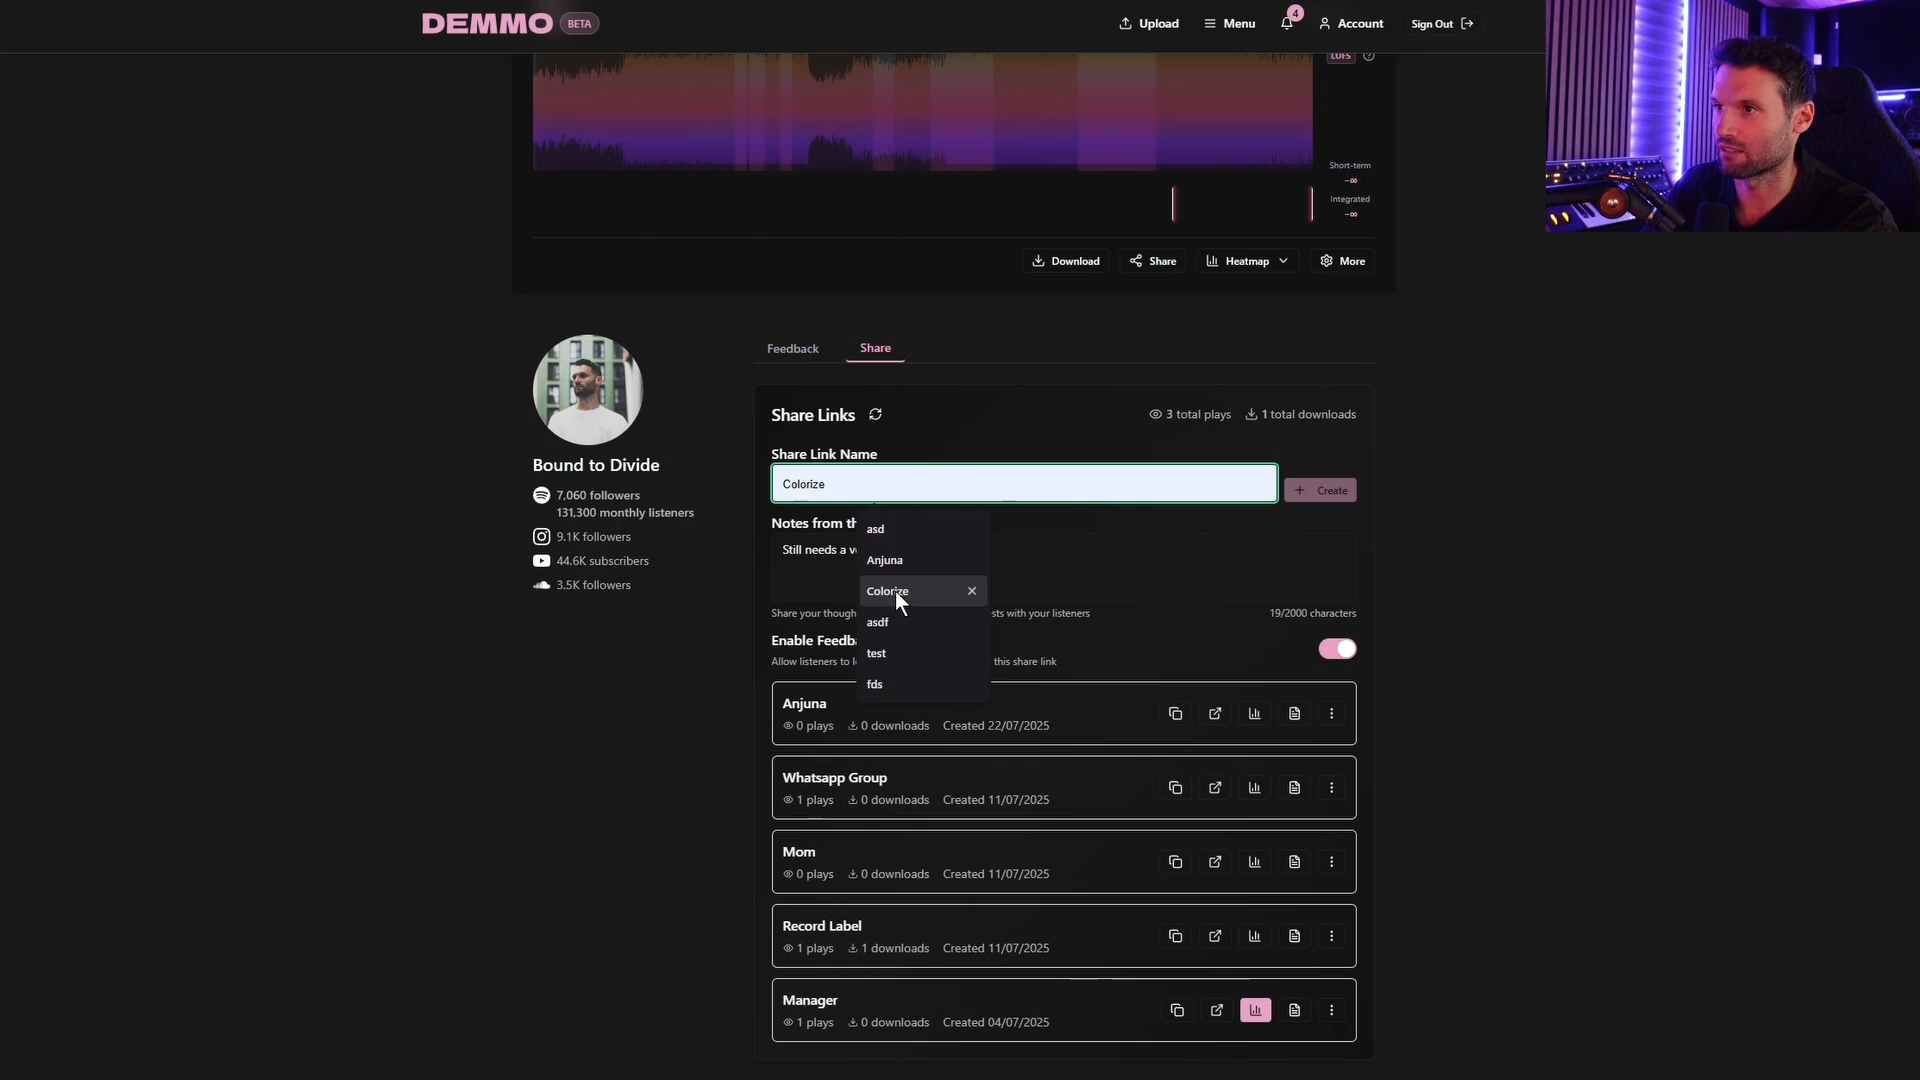 DEMMO BETA
Upload Menu 4 Account Sign Out
LUFS
Short-term
-∞
Integrated
-∞
Download Share Heatmap More
Feedback Share
Share Links 3 total plays 1 total downloads
Share Link Name
Colorize
+ Create
Bound to Divide
7,060 followers
131,300 monthly listeners
9.1K followers
44.6K subscribers
3.5K followers
Notes from th
Still needs a v
asd
Anjuna
Colorize
asdf
test
fds
Share your though sts with your listeners 19/2000 characters
Enable Feedba
Allow listeners to l this share link
Anjuna
0 plays 0 downloads Created 22/07/2025
Whatsapp Group
1 plays 0 downloads Created 11/07/2025
Mom
0 plays 0 downloads Created 11/07/2025
Record Label
1 plays 1 downloads Created 11/07/2025
Manager
1 plays 0 downloads Created 04/07/2025